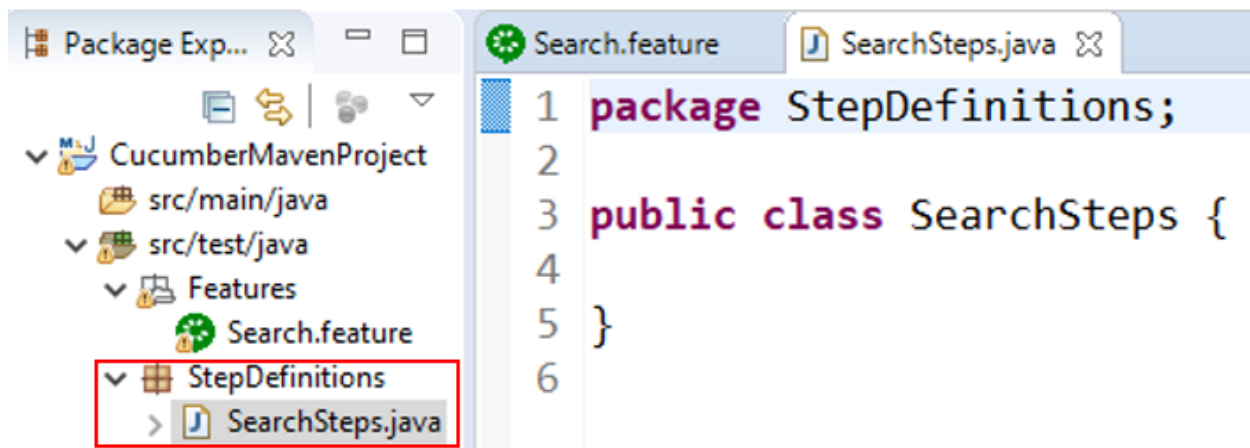 Package Exp...
CucumberMavenProject
src/main/java
src/test/java
Features
Search.feature
StepDefinitions
SearchSteps.java
Search.feature
SearchSteps.java
1 package StepDefinitions;
2
3 public class SearchSteps {
4
5 }
6